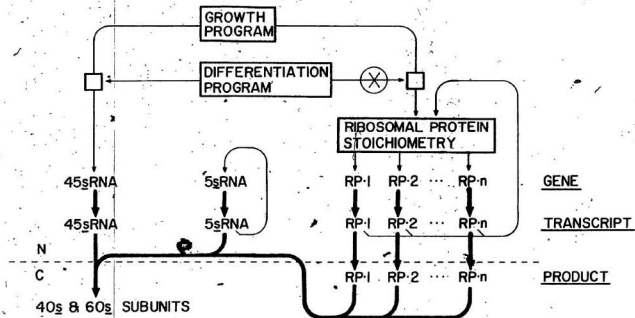 GROWTH
PROGRAM
DIFFERENTIATION
PROGRAM
RIBOSOMAL PROTEIN
STOICHIOMETRY
45sRNA 5sRNA RP·1 RP·2 ··· RP·n GENE
45sRNA 5sRNA RP·1 RP·2 ··· RP·n TRANSCRIPT
N
C
RP·1 RP·2 ···· RP·n PRODUCT
40s & 60s SUBUNITS